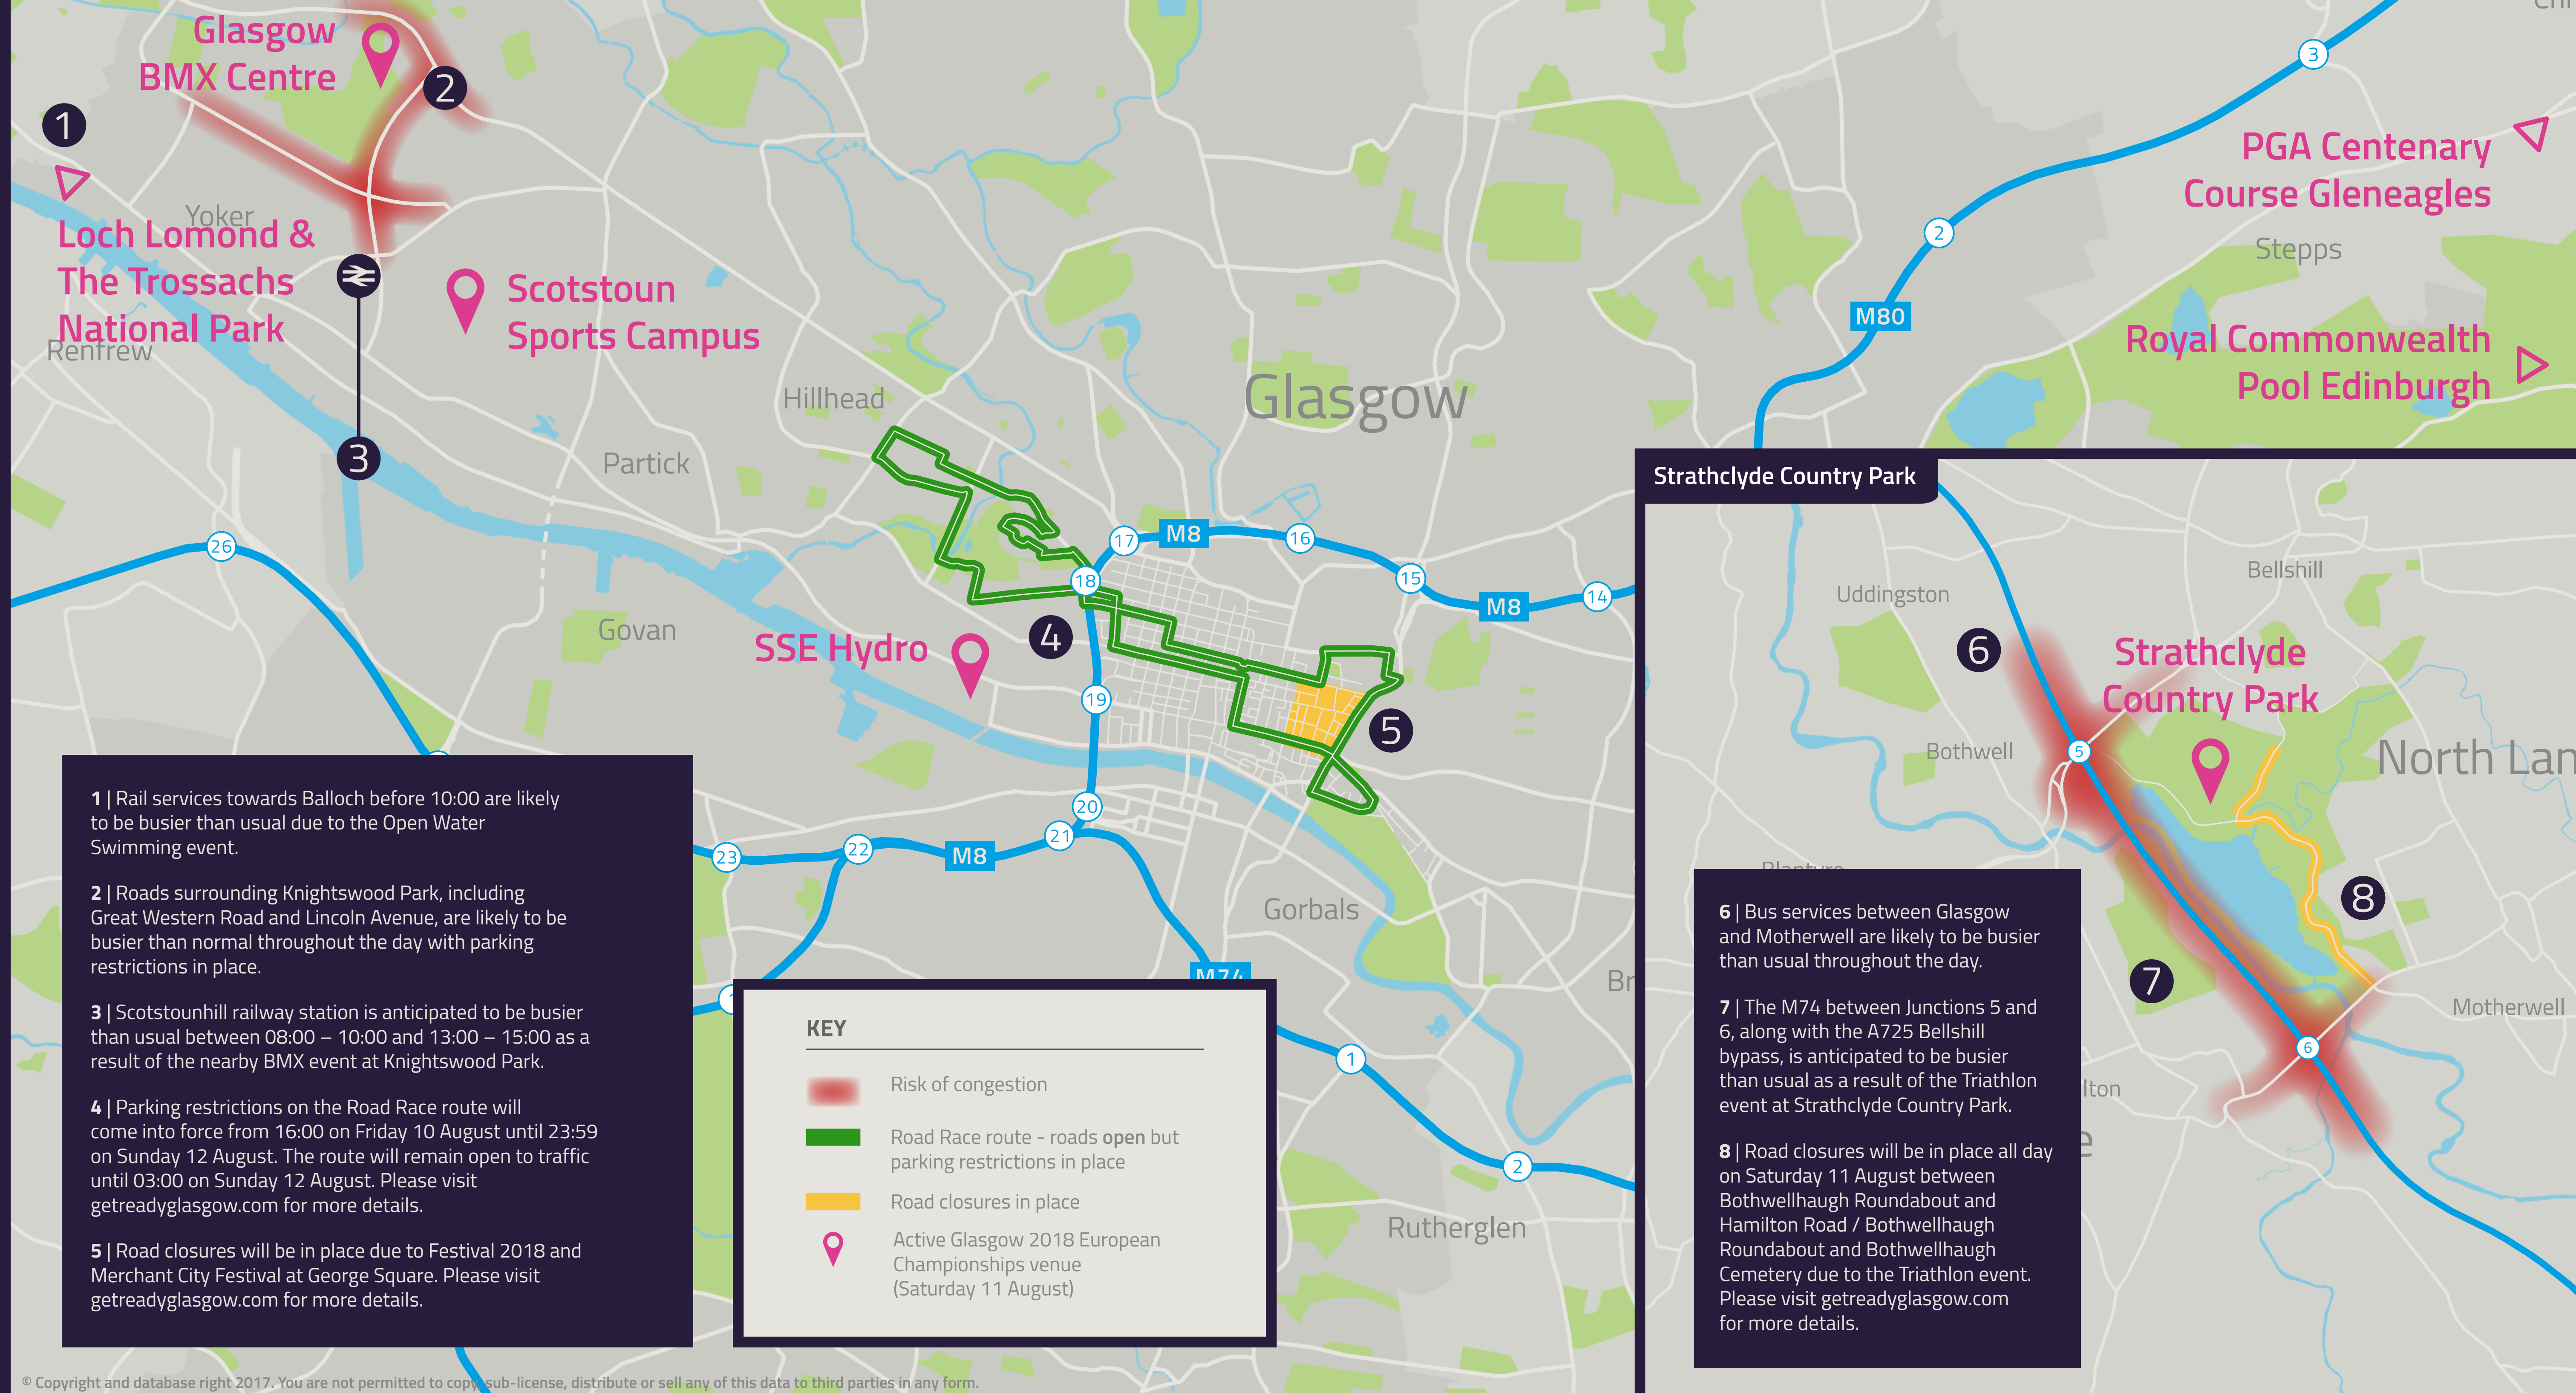 Glasgow
BMX Centre
2
1
Yoker
Loch Lomond &
The Trossachs
National Park
Renfrew
Scotstoun
Sports Campus
3
Hillhead
Partick
Glasgow
26
Govan
17
M8
16
18
15
M8
14
SSE Hydro
4
19
5
20
21
22
23
M8
Gorbals
M74
1
2
Rutherglen
Br
3
PGA Centenary
Course Gleneagles
2
Stepps
M80
Royal Commonwealth
Pool Edinburgh
Strathclyde Country Park
Bellshill
Uddingston
6
Strathclyde
Country Park
5
Bothwell
North Lan
8
7
Motherwell
6
lton
e
1 | Rail services towards Balloch before 10:00 are likely
to be busier than usual due to the Open Water
Swimming event.
2 | Roads surrounding Knightswood Park, including
Great Western Road and Lincoln Avenue, are likely to be
busier than normal throughout the day with parking
restrictions in place.
3 | Scotstounhill railway station is anticipated to be busier
than usual between 08:00 – 10:00 and 13:00 – 15:00 as a
result of the nearby BMX event at Knightswood Park.
4 | Parking restrictions on the Road Race route will
come into force from 16:00 on Friday 10 August until 23:59
on Sunday 12 August. The route will remain open to traffic
until 03:00 on Sunday 12 August. Please visit
getreadyglasgow.com for more details.
5 | Road closures will be in place due to Festival 2018 and
Merchant City Festival at George Square. Please visit
getreadyglasgow.com for more details.
KEY
Risk of congestion
Road Race route - roads open but
parking restrictions in place
Road closures in place
Active Glasgow 2018 European
Championships venue
(Saturday 11 August)
6 | Bus services between Glasgow
and Motherwell are likely to be busier
than usual throughout the day.
7 | The M74 between Junctions 5 and
6, along with the A725 Bellshill
bypass, is anticipated to be busier
than usual as a result of the Triathlon
event at Strathclyde Country Park.
8 | Road closures will be in place all day
on Saturday 11 August between
Bothwellhaugh Roundabout and
Hamilton Road / Bothwellhaugh
Roundabout and Bothwellhaugh
Cemetery due to the Triathlon event.
Please visit getreadyglasgow.com
for more details.
© Copyright and database right 2017. You are not permitted to copy, sub-license, distribute or sell any of this data to third parties in any form.